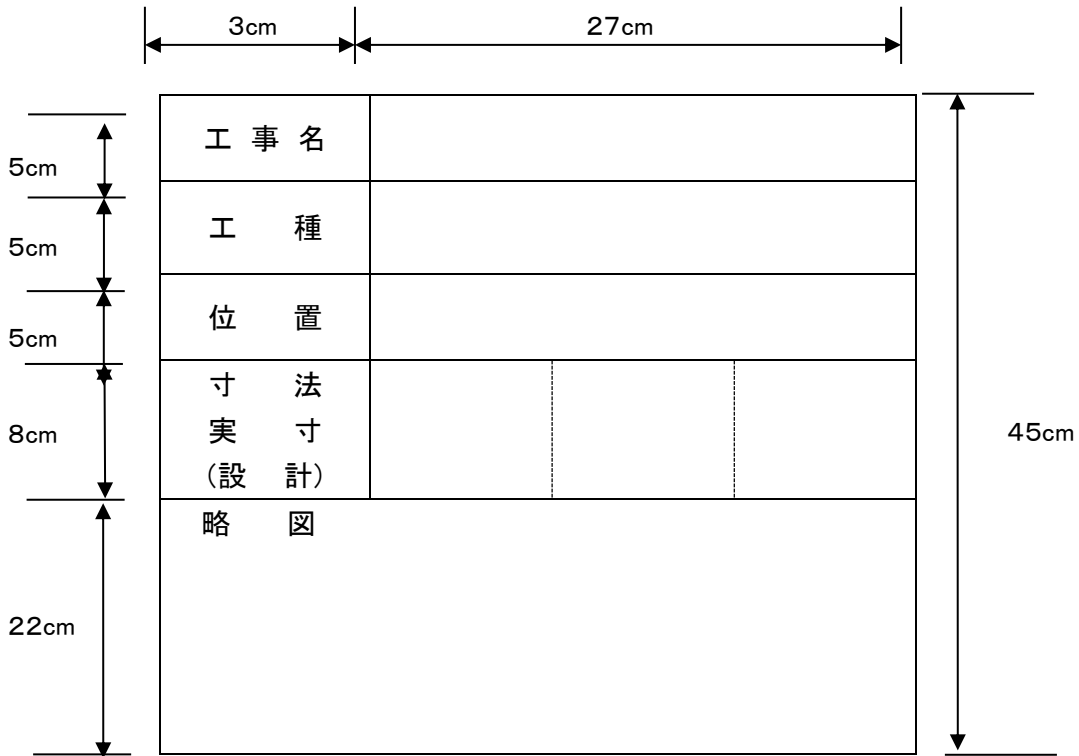 3cm 27cm
工 事 名
5cm
工 種
5cm
位 置
5cm
寸 法
実 寸
(設 計)
8cm
45cm
略 図
22cm